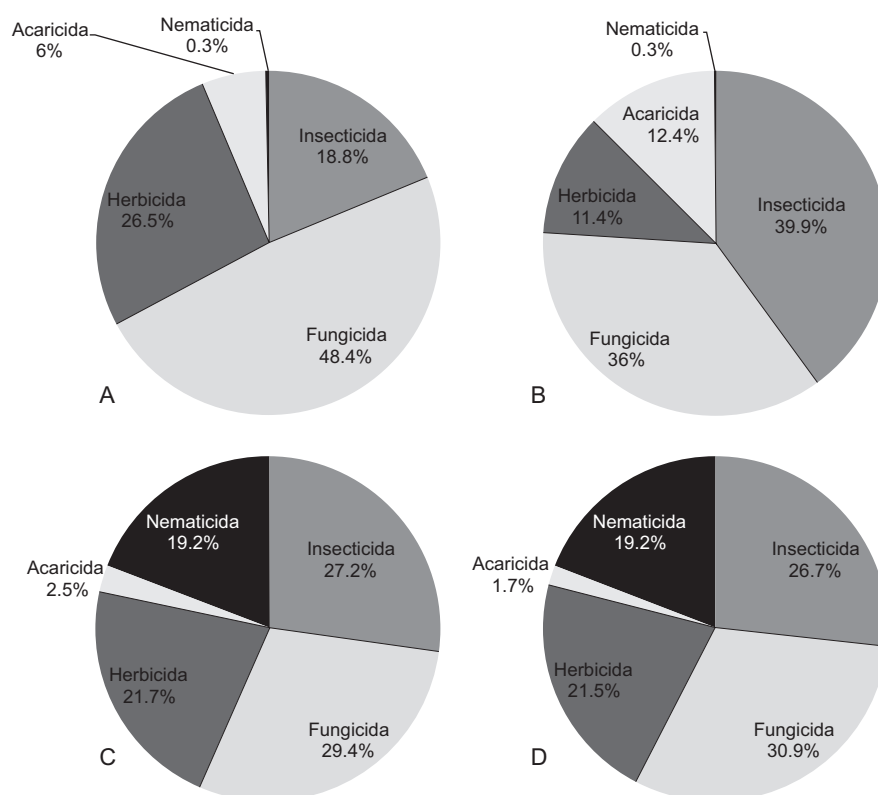 Nematicida
0.3%
Acaricida
6%
Insecticida
18.8%
Herbicida
26.5%
Fungicida
48.4%
A
Nematicida
0.3%
Acaricida
12.4%
Herbicida
11.4%
Insecticida
39.9%
Fungicida
36%
B
Nematicida
19.2%
Insecticida
27.2%
Acaricida
2.5%
Herbicida
21.7%
Fungicida
29.4%
C
Nematicida
19.2%
Insecticida
26.7%
Acaricida
1.7%
Herbicida
21.5%
Fungicida
30.9%
D